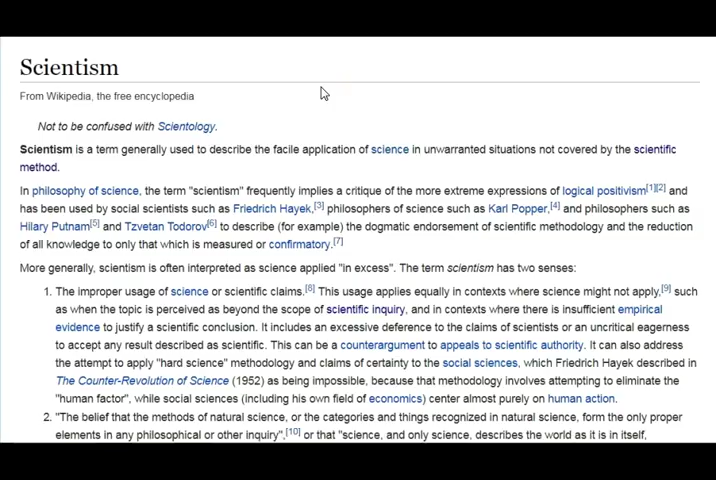 Scientism
From Wikipedia, the free encyclopedia
Not to be confused with Scientology.
Scientism is a term generally used to describe the facile application of science in unwarranted situations not covered by the scientific
method.
In philosophy of science, the term "scientism" frequently implies a critique of the more extreme expressions of logical positivism[1][2] and
has been used by social scientists such as Friedrich Hayek,[3] philosophers of science such as Karl Popper,[4] and philosophers such as
Hilary Putnam[5] and Tzvetan Todorov[6] to describe (for example) the dogmatic endorsement of scientific methodology and the reduction
of all knowledge to only that which is measured or confirmatory.[7]
More generally, scientism is often interpreted as science applied "in excess". The term scientism has two senses:
1. The improper usage of science or scientific claims.[8] This usage applies equally in contexts where science might not apply,[9] such
as when the topic is perceived as beyond the scope of scientific inquiry, and in contexts where there is insufficient empirical
evidence to justify a scientific conclusion. It includes an excessive deference to the claims of scientists or an uncritical eagerness
to accept any result described as scientific. This can be a counterargument to appeals to scientific authority. It can also address
the attempt to apply "hard science" methodology and claims of certainty to the social sciences, which Friedrich Hayek described in
The Counter-Revolution of Science (1952) as being impossible, because that methodology involves attempting to eliminate the
"human factor", while social sciences (including his own field of economics) center almost purely on human action.
2. "The belief that the methods of natural science, or the categories and things recognized in natural science, form the only proper
elements in any philosophical or other inquiry",[10] or that "science, and only science, describes the world as it is in itself,